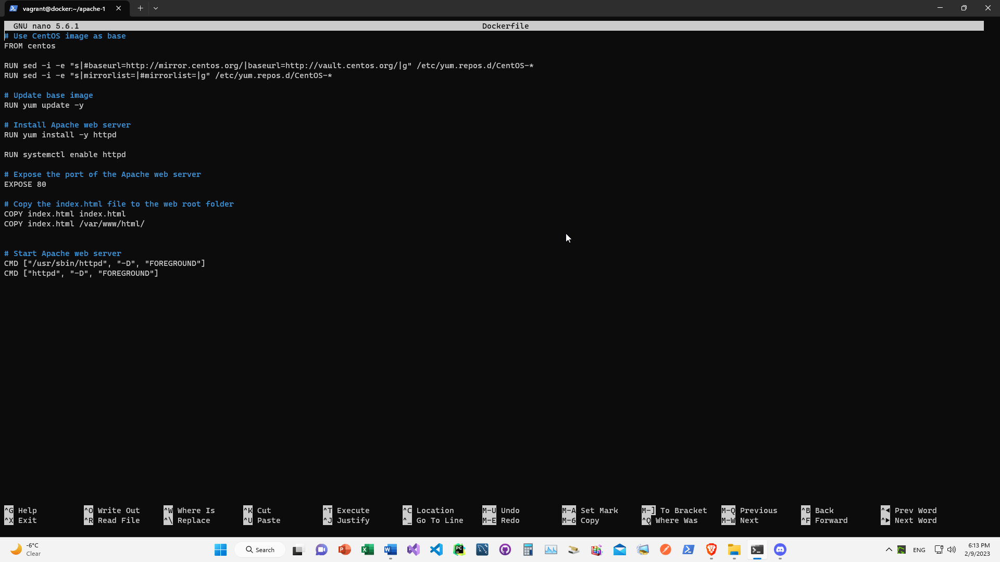 vagrant@docker:~/apache-1
GNU nano 5.6.1 Dockerfile
# Use CentOS image as base
FROM centos
RUN sed -i -e "s|#baseurl=http://mirror.centos.org/|baseurl=http://vault.centos.org/|g" /etc/yum.repos.d/CentOS-*
RUN sed -i -e "s|mirrorlist=|#mirrorlist=|g" /etc/yum.repos.d/CentOS-*
# Update base image
RUN yum update -y
# Install Apache web server
RUN yum install -y httpd
RUN systemctl enable httpd
# Expose the port of the Apache web server
EXPOSE 80
# Copy the index.html file to the web root folder
COPY index.html index.html
COPY index.html /var/www/html/
# Start Apache web server
CMD ["/usr/sbin/httpd", "-D", "FOREGROUND"]
CMD ["httpd", "-D", "FOREGROUND"]
^G Help ^O Write Out ^W Where Is ^K Cut ^T Execute ^C Location M-U Undo M-A Set Mark M-] To Bracket M-Q Previous ^B Back ^◄ Prev Word
^X Exit ^R Read File ^\ Replace ^U Paste ^J Justify ^_ Go To Line M-E Redo M-6 Copy ^Q Where Was M-W Next ^F Forward ^► Next Word
-6°C
Clear
Search
ENG
6:13 PM
2/9/2023